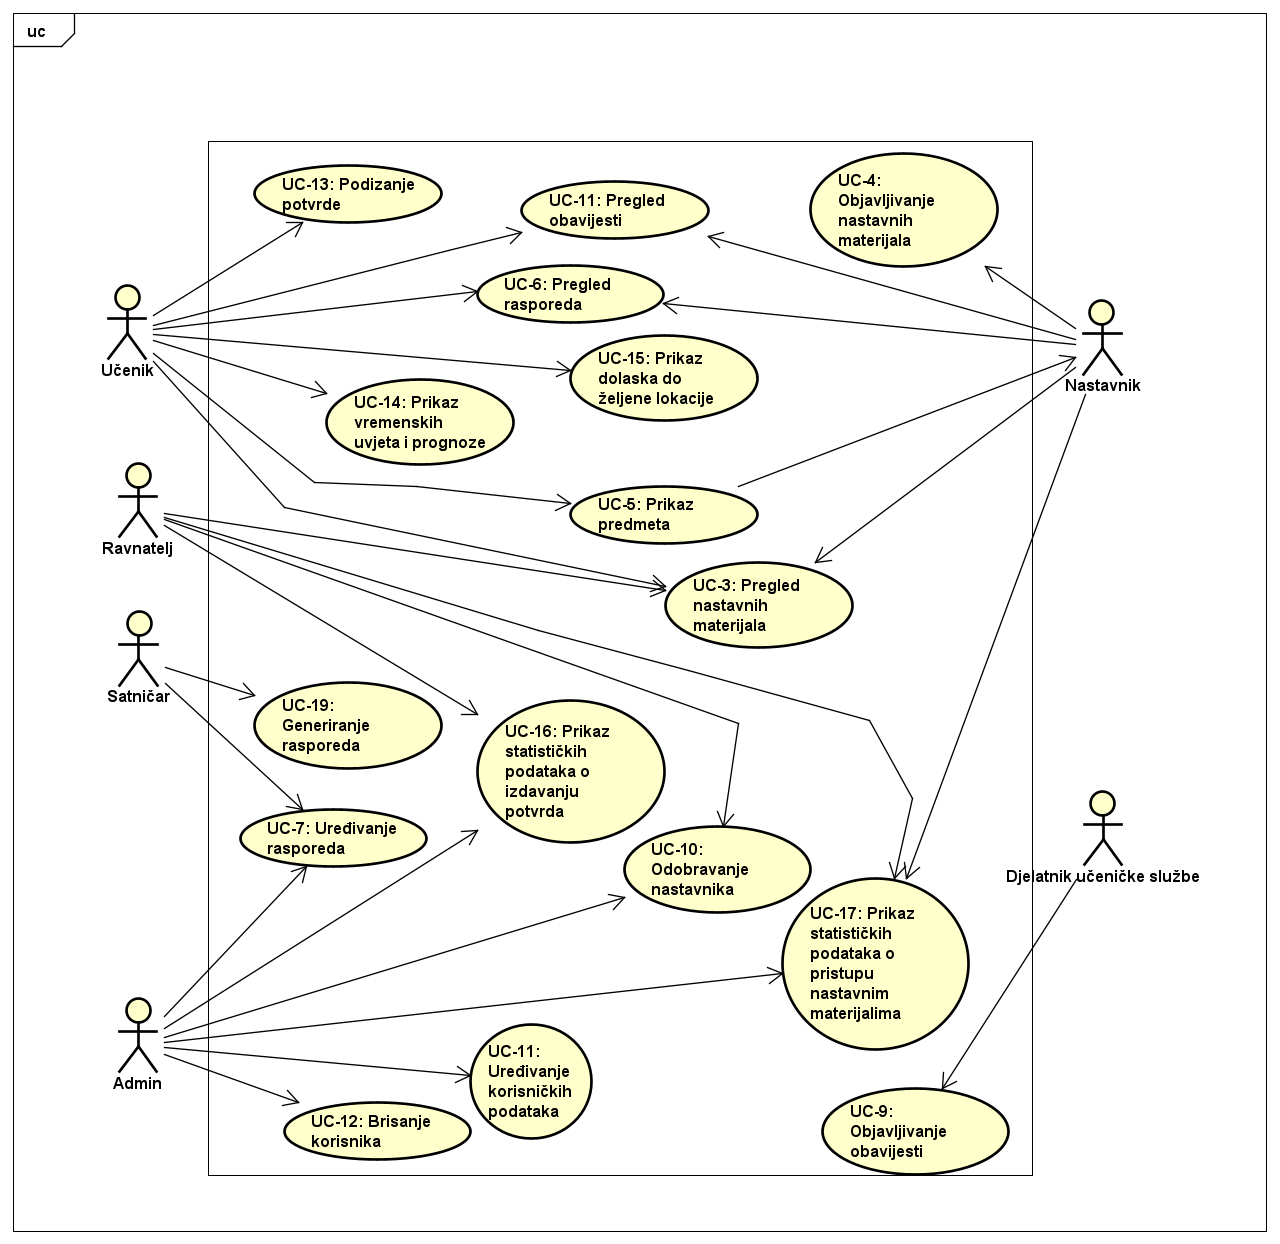 uc
UC-13: Podizanje
potvrde
UC-11: Pregled
obavijesti
UC-4:
Objavljivanje
nastavnih
materijala
UC-6: Pregled
rasporeda
Učenik
UC-15: Prikaz
dolaska do
željene lokacije
Nastavnik
UC-14: Prikaz
vremenskih
uvjeta i prognoze
UC-5: Prikaz
predmeta
Ravnatelj
UC-3: Pregled
nastavnih
materijala
Satničar
UC-19:
Generiranje
rasporeda
UC-16: Prikaz
statističkih
podataka o
izdavanju
potvrda
UC-7: Uređivanje
rasporeda
UC-10:
Odobravanje
nastavnika
Djelatnik učeničke službe
UC-17: Prikaz
statističkih
podataka o
pristupu
nastavnim
materijalima
Admin
UC-11:
Uređivanje
korisničkih
podataka
UC-12: Brisanje
korisnika
UC-9:
Objavljivanje
obavijesti